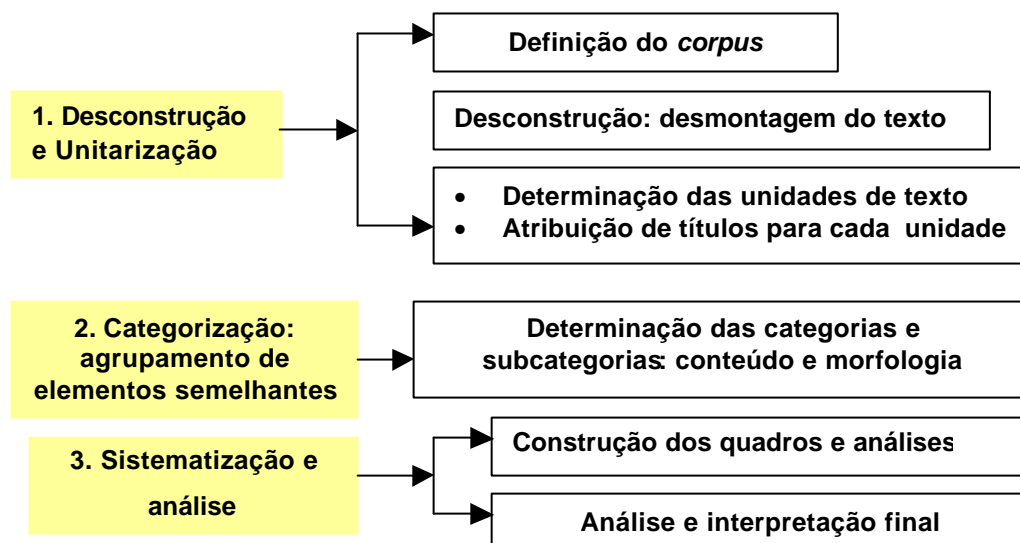 Definição do corpus
1. Desconstrução
e Unitarização
Desconstrução: desmontagem do texto
• Determinação das unidades de texto
• Atribuição de títulos para cada unidade
2. Categorização:
agrupamento de
elementos semelhantes
Determinação das categorias e
subcategorias: conteúdo e morfologia
3. Sistematização e
análise
Construção dos quadros e análises
Análise e interpretação final